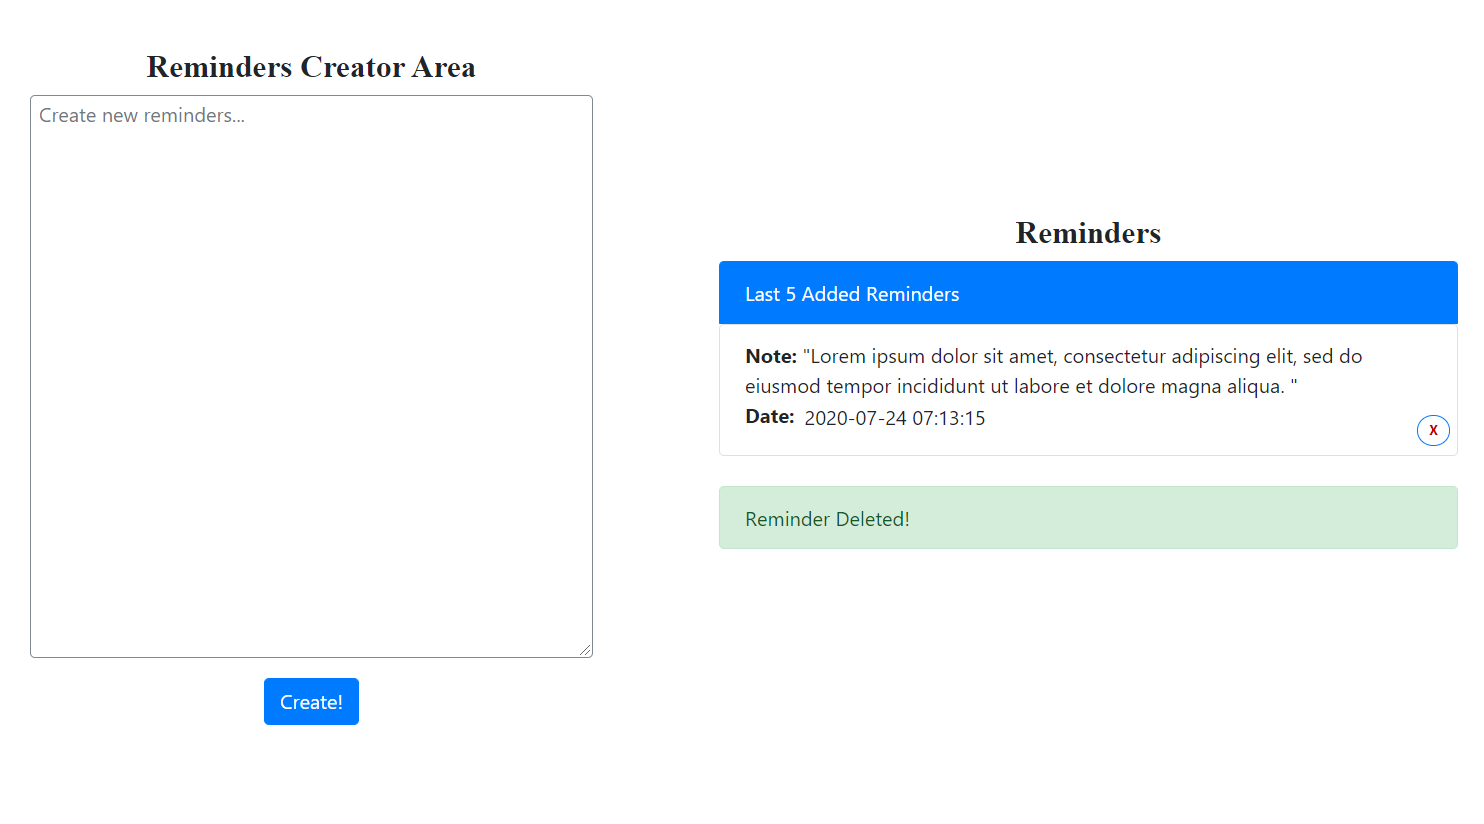 Reminders Creator Area
Create new reminders...
Create!
Reminders
Last 5 Added Reminders
Note: "Lorem ipsum dolor sit amet, consectetur adipiscing elit, sed do
eiusmod tempor incididunt ut labore et dolore magna aliqua. "
Date: 2020-07-24 07:13:15
X
Reminder Deleted!